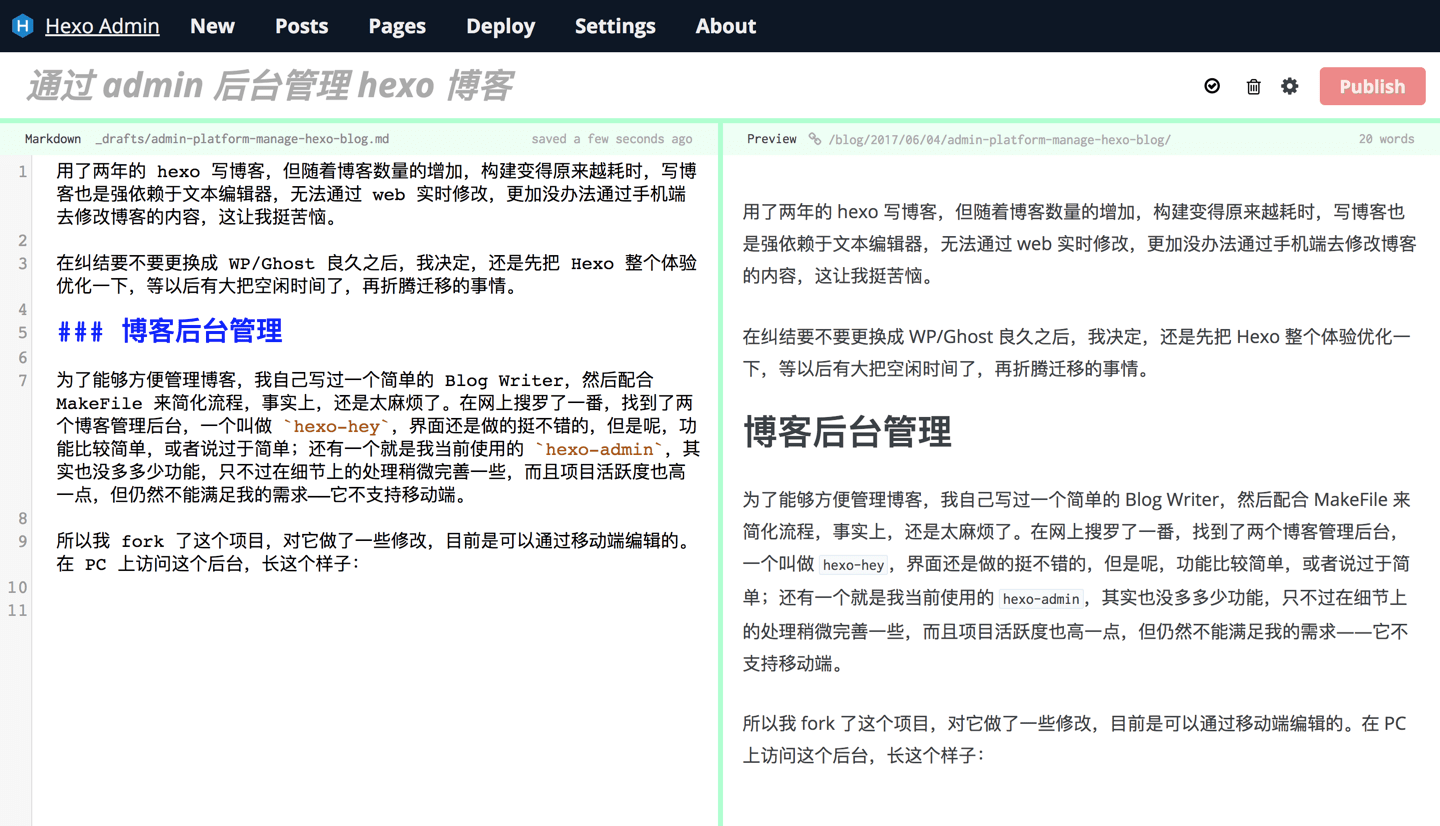 Hexo Admin New Posts Pages Deploy Settings About
通过 admin 后台管理 hexo 博客
Publish
Markdown _drafts/admin-platform-manage-hexo-blog.md saved a few seconds ago
1 用了两年的 hexo 写博客，但随着博客数量的增加，构建变得原来越耗时，写博
客也是强依赖于文本编辑器，无法通过 web 实时修改，更加没办法通过手机端
去修改博客的内容，这让我挺苦恼。
2
3 在纠结要不要更换成 WP/Ghost 良久之后，我决定，还是先把 Hexo 整个体验
优化一下，等以后有大把空闲时间了，再折腾迁移的事情。
4
5 ### 博客后台管理
6
7 为了能够方便管理博客，我自己写过一个简单的 Blog Writer，然后配合
MakeFile 来简化流程，事实上，还是太麻烦了。在网上搜罗了一番，找到了两
个博客管理后台，一个叫做 `hexo-hey`，界面还是做的挺不错的，但是呢，功
能比较简单，或者说过于简单；还有一个就是我当前使用的 `hexo-admin`，其
实也没多多少功能，只不过在细节上的处理稍微完善一些，而且项目活跃度也高
一点，但仍然不能满足我的需求——它不支持移动端。
8
9 所以我 fork 了这个项目，对它做了一些修改，目前是可以通过移动端编辑的。
在 PC 上访问这个后台，长这个样子：
10
11
Preview /blog/2017/06/04/admin-platform-manage-hexo-blog/ 20 words
用了两年的 hexo 写博客，但随着博客数量的增加，构建变得原来越耗时，写博客也
是强依赖于文本编辑器，无法通过 web 实时修改，更加没办法通过手机端去修改博客
的内容，这让我挺苦恼。
在纠结要不要更换成 WP/Ghost 良久之后，我决定，还是先把 Hexo 整个体验优化一
下，等以后有大把空闲时间了，再折腾迁移的事情。
博客后台管理
为了能够方便管理博客，我自己写过一个简单的 Blog Writer，然后配合 MakeFile 来
简化流程，事实上，还是太麻烦了。在网上搜罗了一番，找到了两个博客管理后台，
一个叫做 hexo-hey，界面还是做的挺不错的，但是呢，功能比较简单，或者说过于简
单；还有一个就是我当前使用的 hexo-admin，其实也没多多少功能，只不过在细节上
的处理稍微完善一些，而且项目活跃度也高一点，但仍然不能满足我的需求——它不
支持移动端。
所以我 fork 了这个项目，对它做了一些修改，目前是可以通过移动端编辑的。在 PC
上访问这个后台，长这个样子：